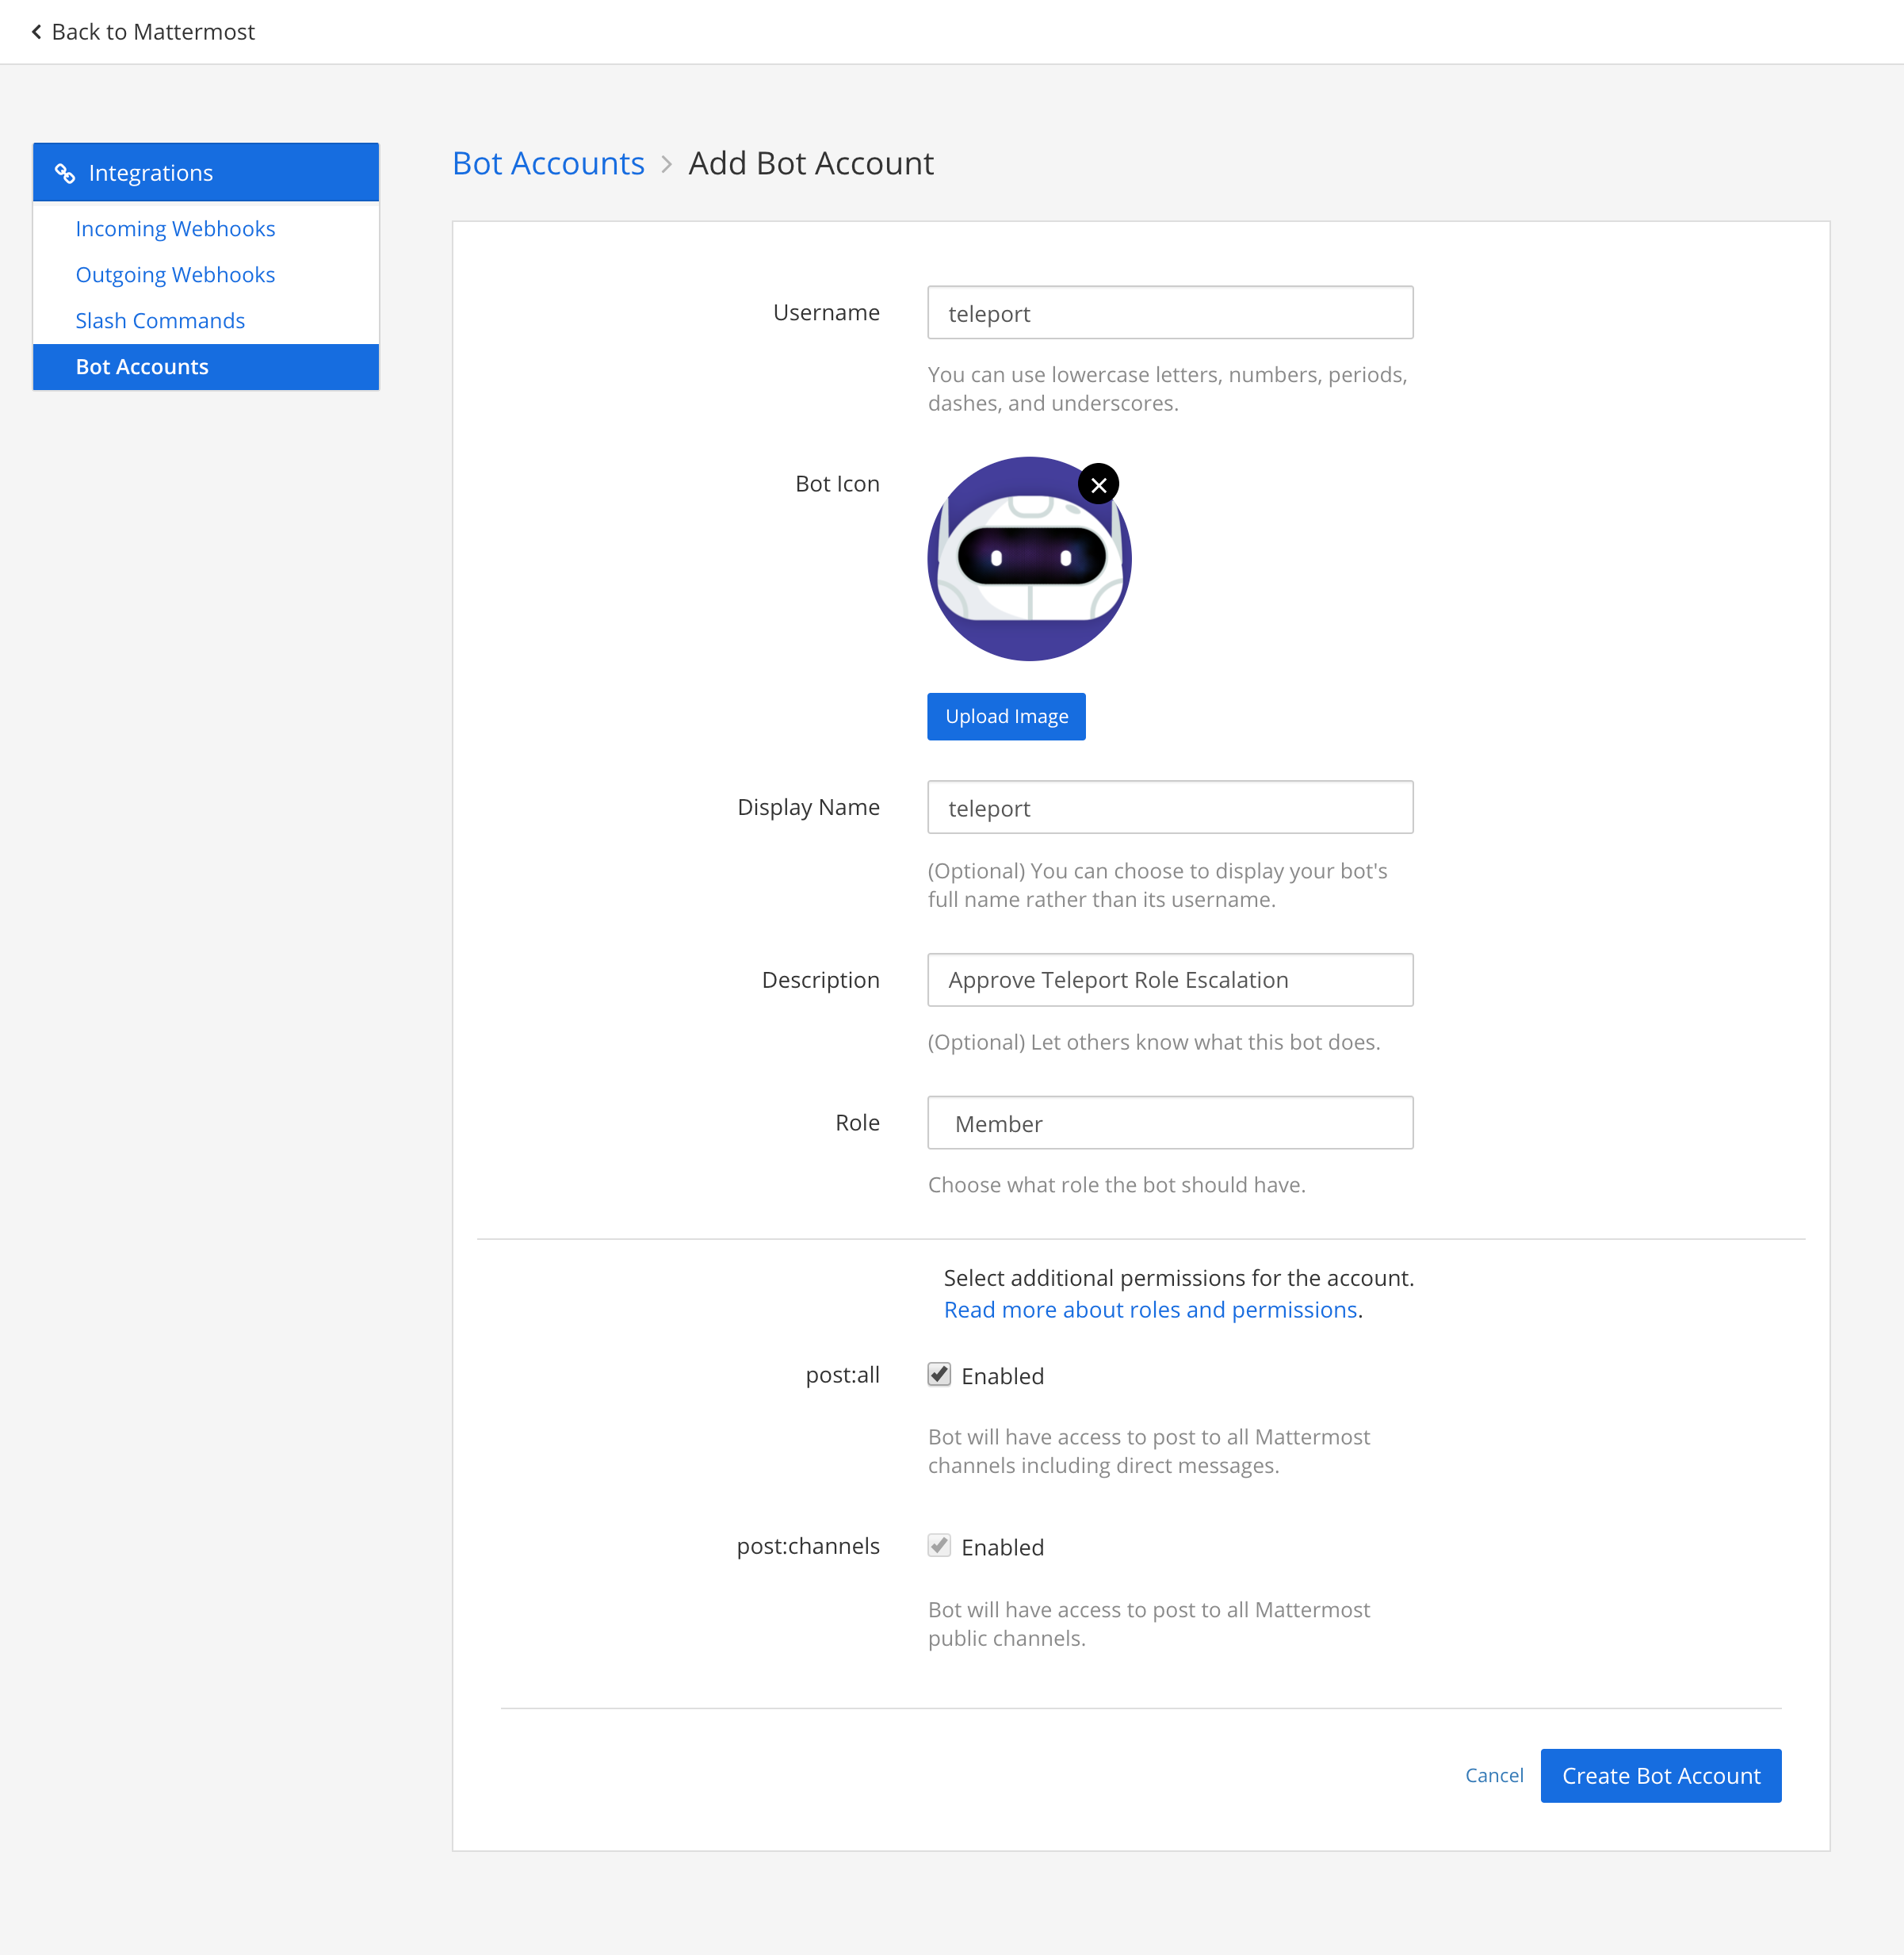 Back to Mattermost
Integrations
Incoming Webhooks
Outgoing Webhooks
Slash Commands
Bot Accounts
Bot Accounts > Add Bot Account
Username
teleport
You can use lowercase letters, numbers, periods,
dashes, and underscores.
Bot Icon
Upload Image
Display Name
teleport
(Optional) You can choose to display your bot's
full name rather than its username.
Description
Approve Teleport Role Escalation
(Optional) Let others know what this bot does.
Role
Member
Choose what role the bot should have.
Select additional permissions for the account.
Read more about roles and permissions.
post:all
Enabled
Bot will have access to post to all Mattermost
channels including direct messages.
post:channels
Enabled
Bot will have access to post to all Mattermost
public channels.
Cancel
Create Bot Account